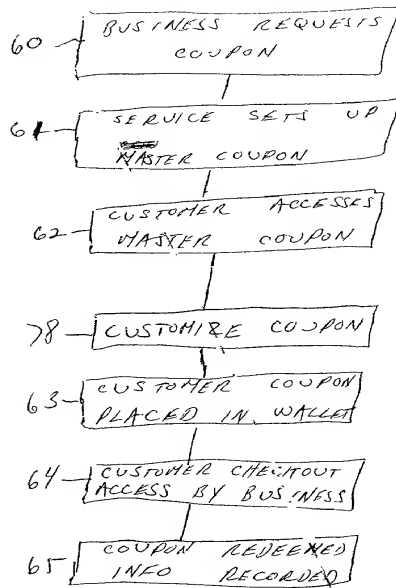 60 BUSINESS REQUESTS
COUPON
61 SERVICE SETS UP
MASTER COUPON
62 CUSTOMER ACCESSES
MASTER COUPON
78 CUSTOMIZE COUPON
63 CUSTOMER COUPON
PLACED IN WALLET
64 CUSTOMER CHECKOUT
ACCESS BY BUSINESS
65 COUPON REDEEMED
INFO RECORDED